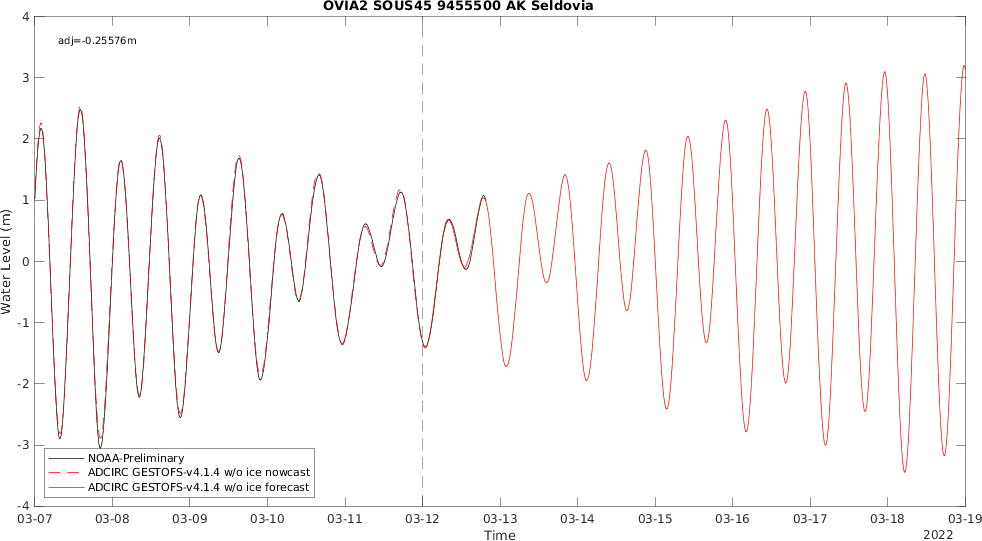 OVIA2 SOUS45 9455500 AK Seldovia
adj=-0.25576m
4
3
2
1
0
-1
-2
-3
-4
Water Level (m)
NOAA-Preliminary
ADCIRC GESTOFS-v4.1.4 w/o ice nowcast
ADCIRC GESTOFS-v4.1.4 w/o ice forecast
03-07 03-08 03-09 03-10 03-11 03-12 03-13 03-14 03-15 03-16 03-17 03-18 03-19
Time
2022